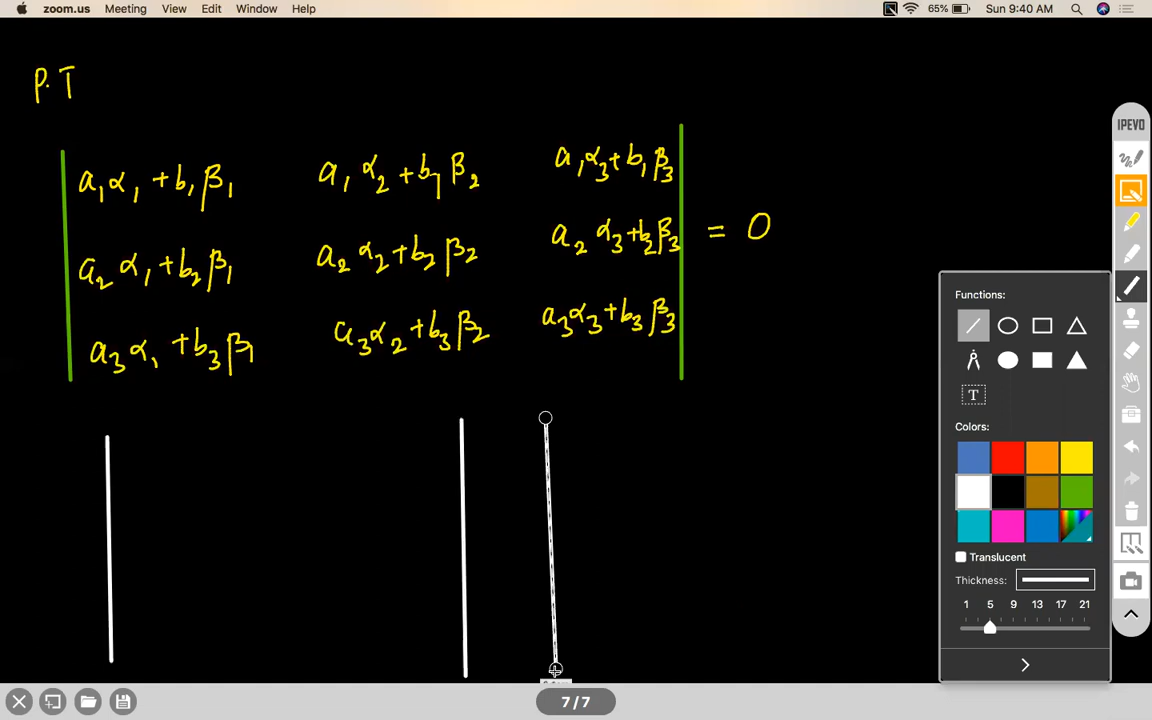 zoom.us Meeting View Edit Window Help 65% Sun 9:40 AM
P.T
a₁α₁ + b₁β₁ a₁α₂ + b₁β₂ a₁α₃ + b₁β₃
a₂α₁ + b₂β₁ a₂α₂ + b₂β₂ a₂α₃ + b₂β₃ = 0
a₃α₁ + b₃β₁ a₃α₂ + b₃β₂ a₃α₃ + b₃β₃
IPEVO
Functions:
T
Colors:
Translucent
Thickness:
1 5 9 13 17 21
7 / 7